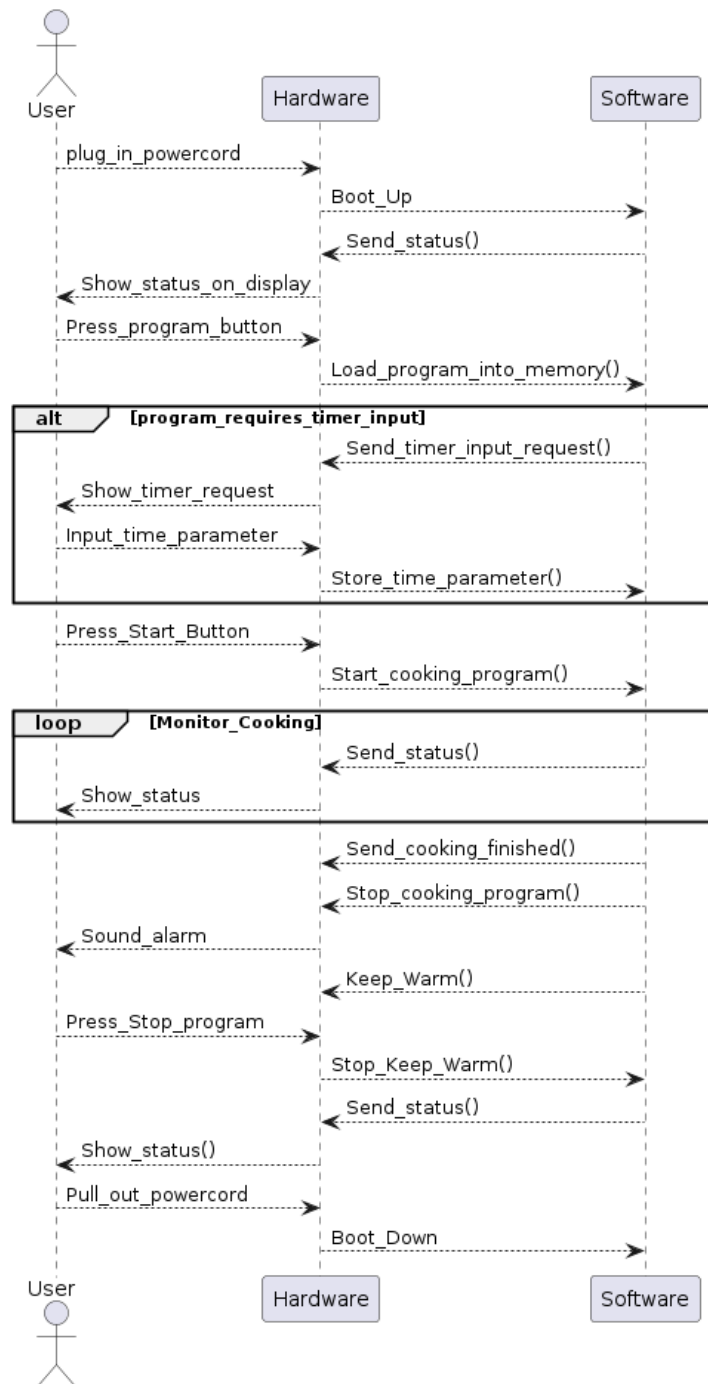 User
Hardware
Software
plug_in_powercord
Boot_Up
Send_status()
Show_status_on_display
Press_program_button
Load_program_into_memory()
alt [program_requires_timer_input]
Send_timer_input_request()
Show_timer_request
Input_time_parameter
Store_time_parameter()
Press_Start_Button
Start_cooking_program()
loop [Monitor_Cooking]
Send_status()
Show_status
Send_cooking_finished()
Stop_cooking_program()
Sound_alarm
Keep_Warm()
Press_Stop_program
Stop_Keep_Warm()
Send_status()
Show_status()
Pull_out_powercord
Boot_Down
User
Hardware
Software